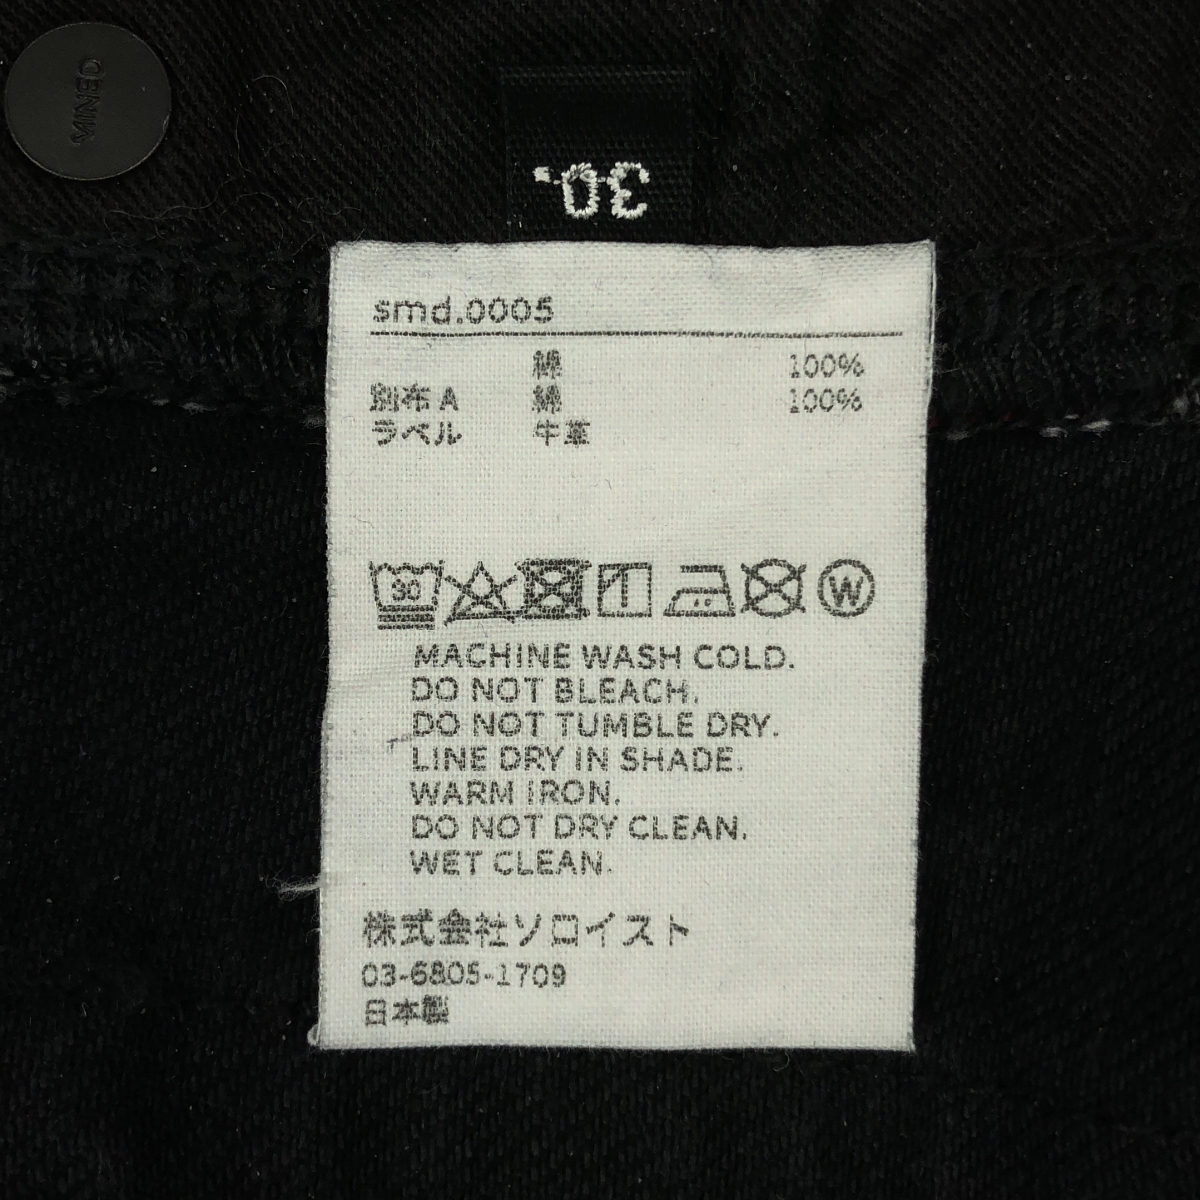 MINED
30.
smd.0005
綿 100%
別布 A 綿 100%
ラベル 牛革
30 W
MACHINE WASH COLD.
DO NOT BLEACH.
DO NOT TUMBLE DRY.
LINE DRY IN SHADE.
WARM IRON.
DO NOT DRY CLEAN.
WET CLEAN.
株式会社ソロイスト
03-6805-1709
日本製